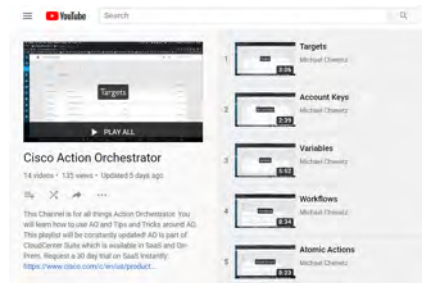 YouTube
Search
Targets
PLAY ALL
Cisco Action Orchestrator
14 videos • 135 views • Updated 5 days ago
This Channel is for all things Action Orchestrator. You
will learn how to use AO and Tips and Tricks around AO.
This playlist will be constantly updated! AO is part of
CloudCenter Suite which is available in SaaS and On-
Prem. Request a 30 day trial on SaaS Instantly:
https://www.cisco.com/c/en/us/product...
1
3:06
Targets
Michael Chenetz
2
2:39
Account Keys
Michael Chenetz
3
5:52
Variables
Michael Chenetz
4
8:34
Workflows
Michael Chenetz
5
8:23
Atomic Actions
Michael Chenetz